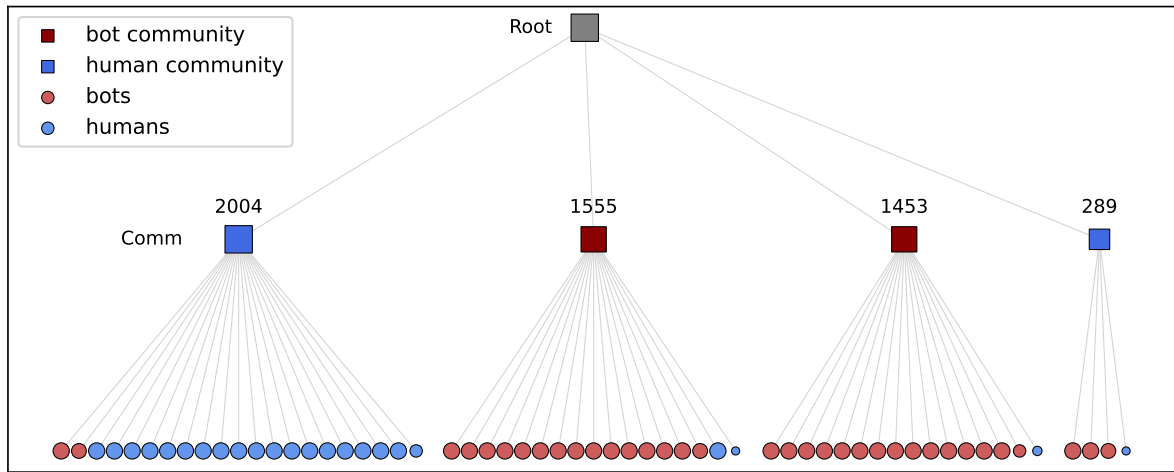 Root
bot community
human community
bots
humans
2004
1555
1453
289
Comm